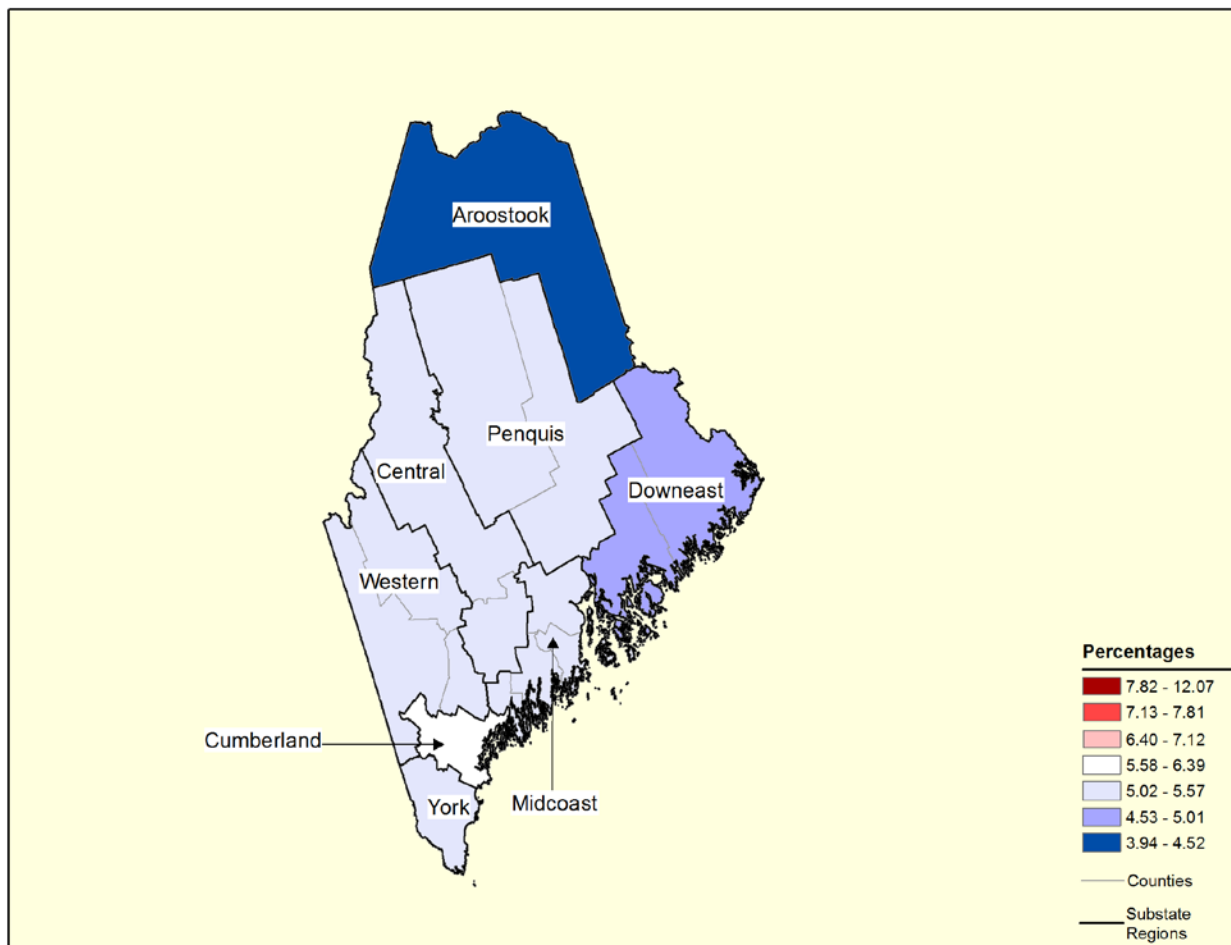 Aroostook
Penquis
Central
Downeast
Western
Cumberland
Midcoast
York
Percentages
7.82 - 12.07
7.13 - 7.81
6.40 - 7.12
5.58 - 6.39
5.02 - 5.57
4.53 - 5.01
3.94 - 4.52
Counties
Substate
Regions